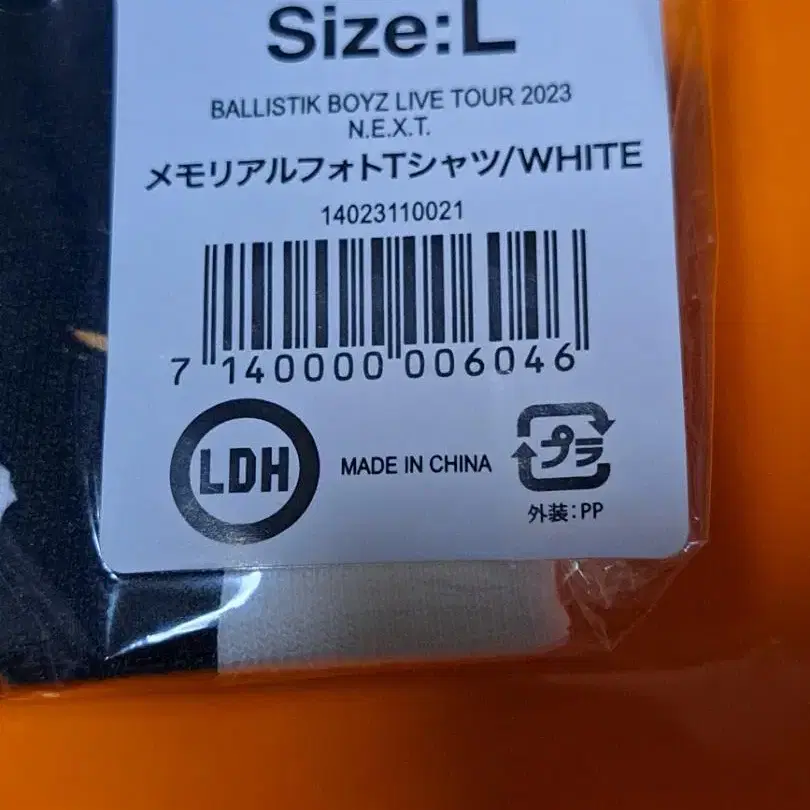 Size:L
BALLISTIK BOYZ LIVE TOUR 2023
N.E.X.T.
メモリアルフォトTシャツ/WHITE
14023110021
7 140000 006046
LDH
MADE IN CHINA
プラ
外装:PP